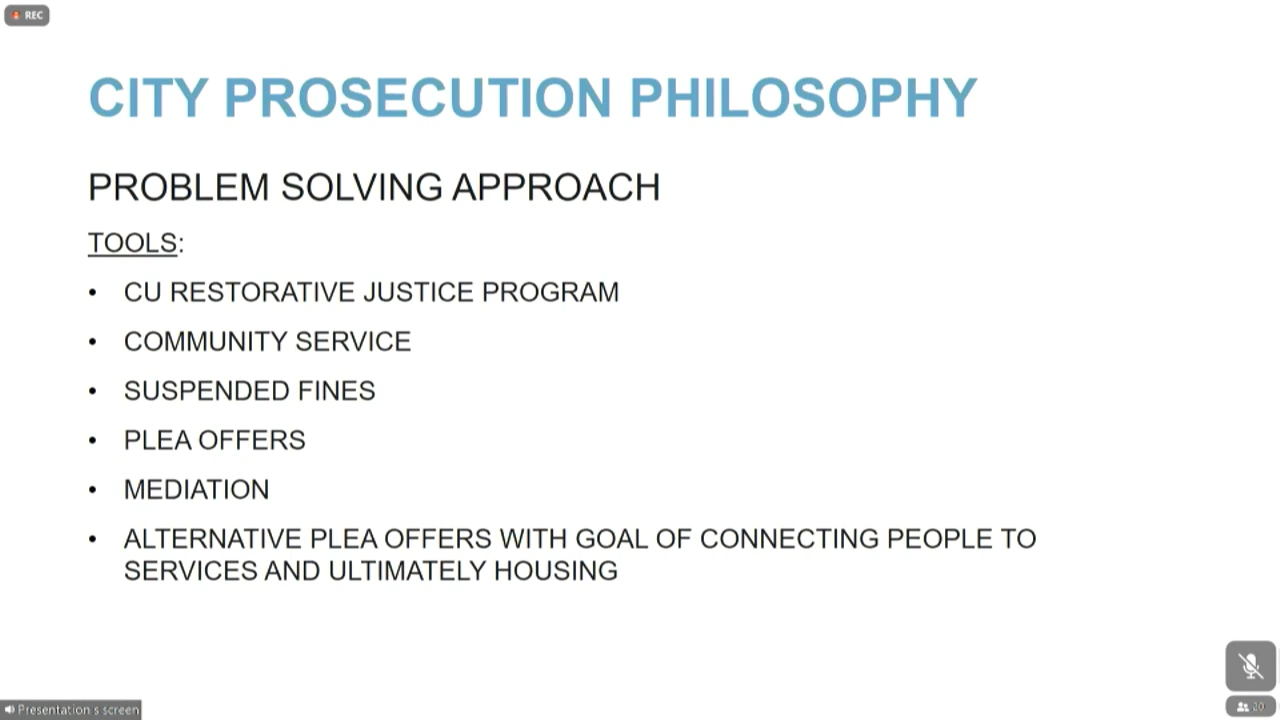 REC
CITY PROSECUTION PHILOSOPHY
PROBLEM SOLVING APPROACH
TOOLS:
• CU RESTORATIVE JUSTICE PROGRAM
• COMMUNITY SERVICE
• SUSPENDED FINES
• PLEA OFFERS
• MEDIATION
• ALTERNATIVE PLEA OFFERS WITH GOAL OF CONNECTING PEOPLE TO
SERVICES AND ULTIMATELY HOUSING
20
Presentation s screen